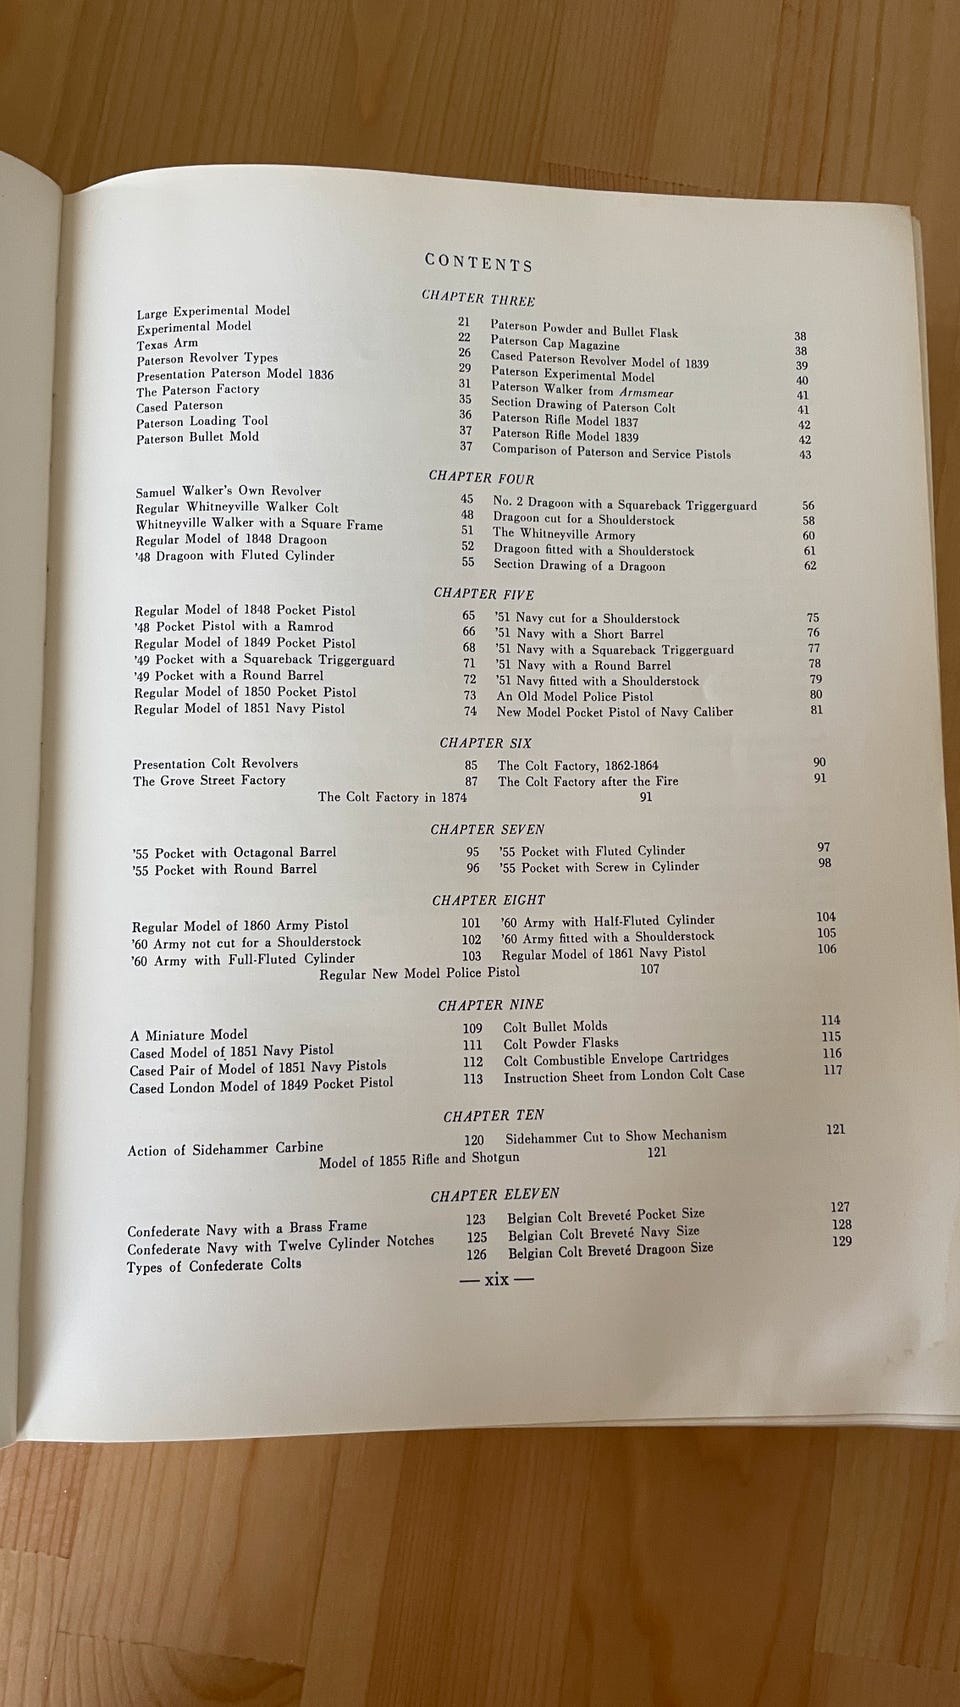 CONTENTS
CHAPTER THREE
Large Experimental Model 21 Paterson Powder and Bullet Flask 38
Experimental Model 22 Paterson Cap Magazine 38
Texas Arm 26 Cased Paterson Revolver Model of 1839 39
Paterson Revolver Types 29 Paterson Experimental Model 40
Presentation Paterson Model 1836 31 Paterson Walker from Armsmear 41
The Paterson Factory 35 Section Drawing of Paterson Colt 41
Cased Paterson 36 Paterson Rifle Model 1837 42
Paterson Loading Tool 37 Paterson Rifle Model 1839 42
Paterson Bullet Mold 37 Comparison of Paterson and Service Pistols 43
CHAPTER FOUR
Samuel Walker's Own Revolver 45 No. 2 Dragoon with a Squareback Triggerguard 56
Regular Whitneyville Walker Colt 48 Dragoon cut for a Shoulderstock 58
Whitneyville Walker with a Square Frame 51 The Whitneyville Armory 60
Regular Model of 1848 Dragoon 52 Dragoon fitted with a Shoulderstock 61
'48 Dragoon with Fluted Cylinder 55 Section Drawing of a Dragoon 62
CHAPTER FIVE
Regular Model of 1848 Pocket Pistol 65 '51 Navy cut for a Shoulderstock 75
'48 Pocket Pistol with a Ramrod 66 '51 Navy with a Short Barrel 76
Regular Model of 1849 Pocket Pistol 68 '51 Navy with a Squareback Triggerguard 77
'49 Pocket with a Squareback Triggerguard 71 '51 Navy with a Round Barrel 78
'49 Pocket with a Round Barrel 72 '51 Navy fitted with a Shoulderstock 79
Regular Model of 1850 Pocket Pistol 73 An Old Model Police Pistol 80
Regular Model of 1851 Navy Pistol 74 New Model Pocket Pistol of Navy Caliber 81
CHAPTER SIX
Presentation Colt Revolvers 85 The Colt Factory, 1862-1864 90
The Grove Street Factory 87 The Colt Factory after the Fire 91
The Colt Factory in 1874 91
CHAPTER SEVEN
'55 Pocket with Octagonal Barrel 95 '55 Pocket with Fluted Cylinder 97
'55 Pocket with Round Barrel 96 '55 Pocket with Screw in Cylinder 98
CHAPTER EIGHT
Regular Model of 1860 Army Pistol 101 '60 Army with Half-Fluted Cylinder 104
'60 Army not cut for a Shoulderstock 102 '60 Army fitted with a Shoulderstock 105
'60 Army with Full-Fluted Cylinder 103 Regular Model of 1861 Navy Pistol 106
Regular New Model Police Pistol 107
CHAPTER NINE
A Miniature Model 109 Colt Bullet Molds 114
Cased Model of 1851 Navy Pistol 111 Colt Powder Flasks 115
Cased Pair of Model of 1851 Navy Pistols 112 Colt Combustible Envelope Cartridges 116
Cased London Model of 1849 Pocket Pistol 113 Instruction Sheet from London Colt Case 117
CHAPTER TEN
Action of Sidehammer Carbine 120 Sidehammer Cut to Show Mechanism 121
Model of 1855 Rifle and Shotgun 121
CHAPTER ELEVEN
Confederate Navy with a Brass Frame 123 Belgian Colt Breveté Pocket Size 127
Confederate Navy with Twelve Cylinder Notches 125 Belgian Colt Breveté Navy Size 128
Types of Confederate Colts 126 Belgian Colt Breveté Dragoon Size 129
— xix —